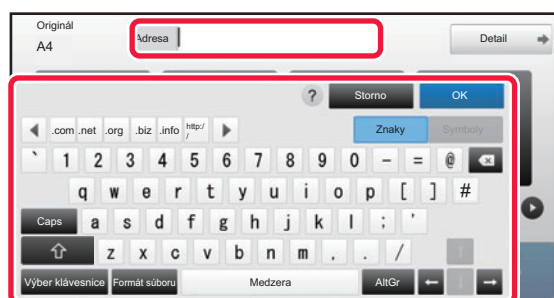 Originál
A4
Adresa
Detail
? Storno OK
.com .net .org .biz .info http:/
/
Znaky Symboly
` 1 2 3 4 5 6 7 8 9 0 - = @
q w e r t y u i o p [ ] #
Caps a s d f g h j k l ; '
z x c v b n m . . /
Výber klávesnice Formát súboru Medzera AltGr